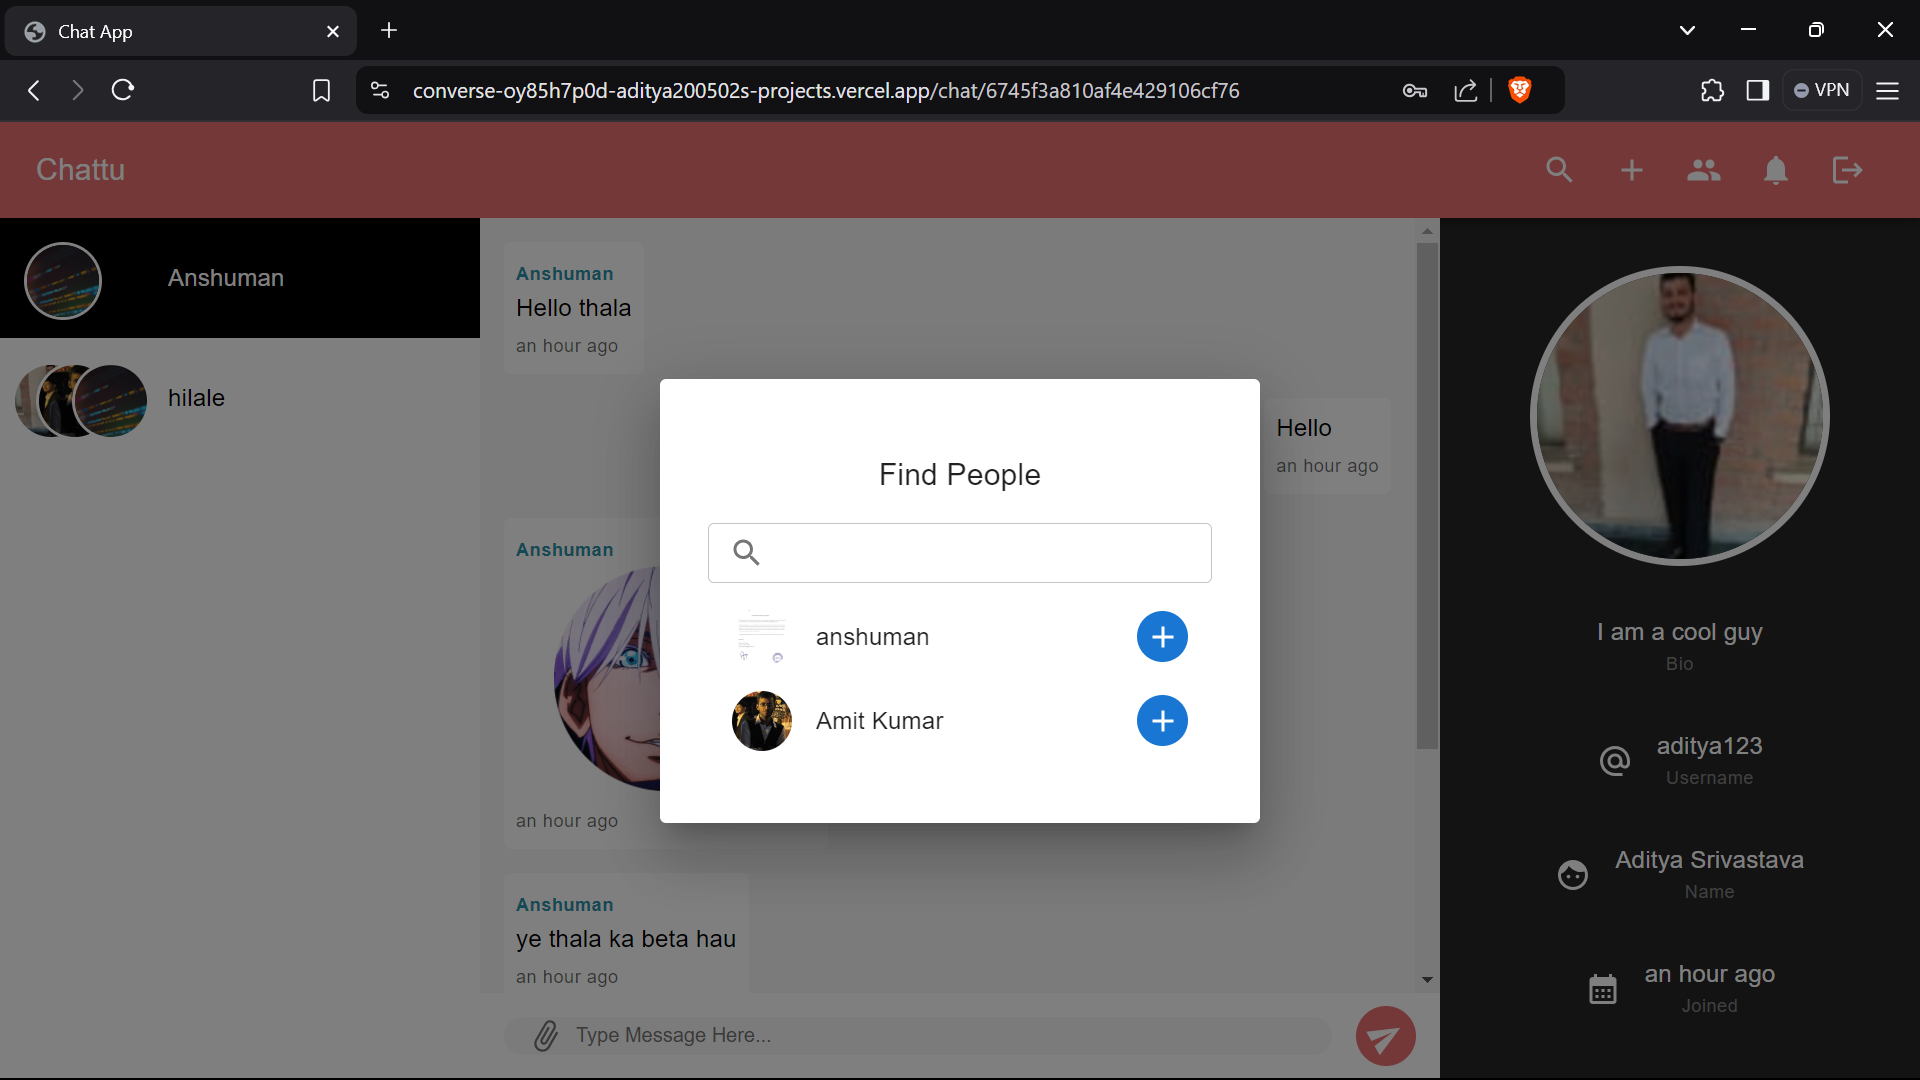 Chat App
converse-oy85h7p0d-aditya200502s-projects.vercel.app/chat/6745f3a810af4e429106cf76
VPN
Chattu
Anshuman
hilale
Anshuman
Hello thala
an hour ago
Hello
an hour ago
Anshuman
an hour ago
Anshuman
ye thala ka beta hau
an hour ago
Type Message Here...
Find People
anshuman
Amit Kumar
I am a cool guy
Bio
aditya123
Username
Aditya Srivastava
Name
an hour ago
Joined